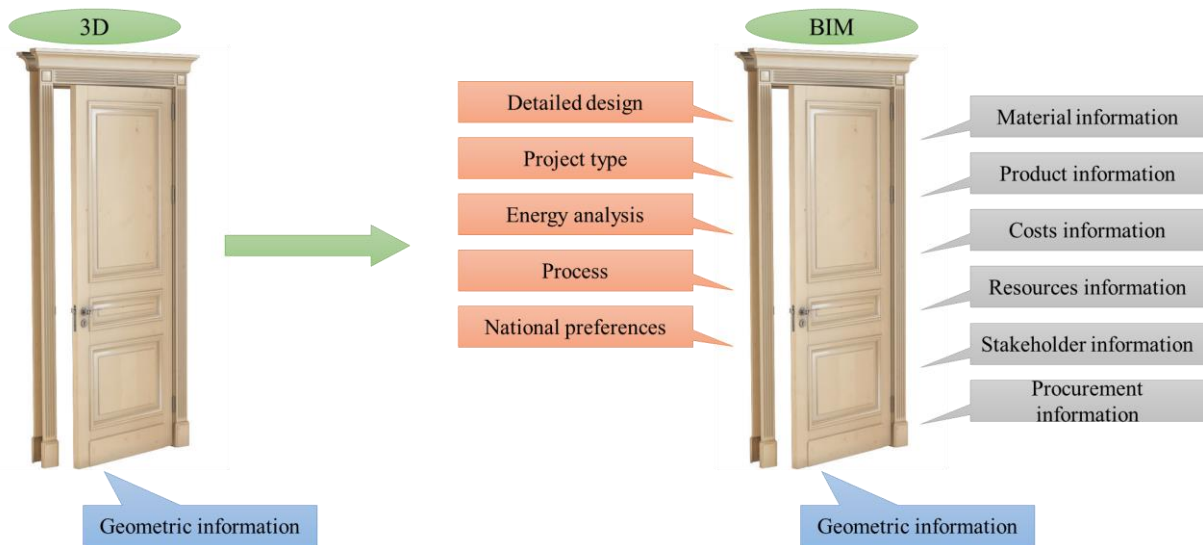 3D
Geometric information
BIM
Detailed design
Project type
Energy analysis
Process
National preferences
Material information
Product information
Costs information
Resources information
Stakeholder information
Procurement
information
Geometric information